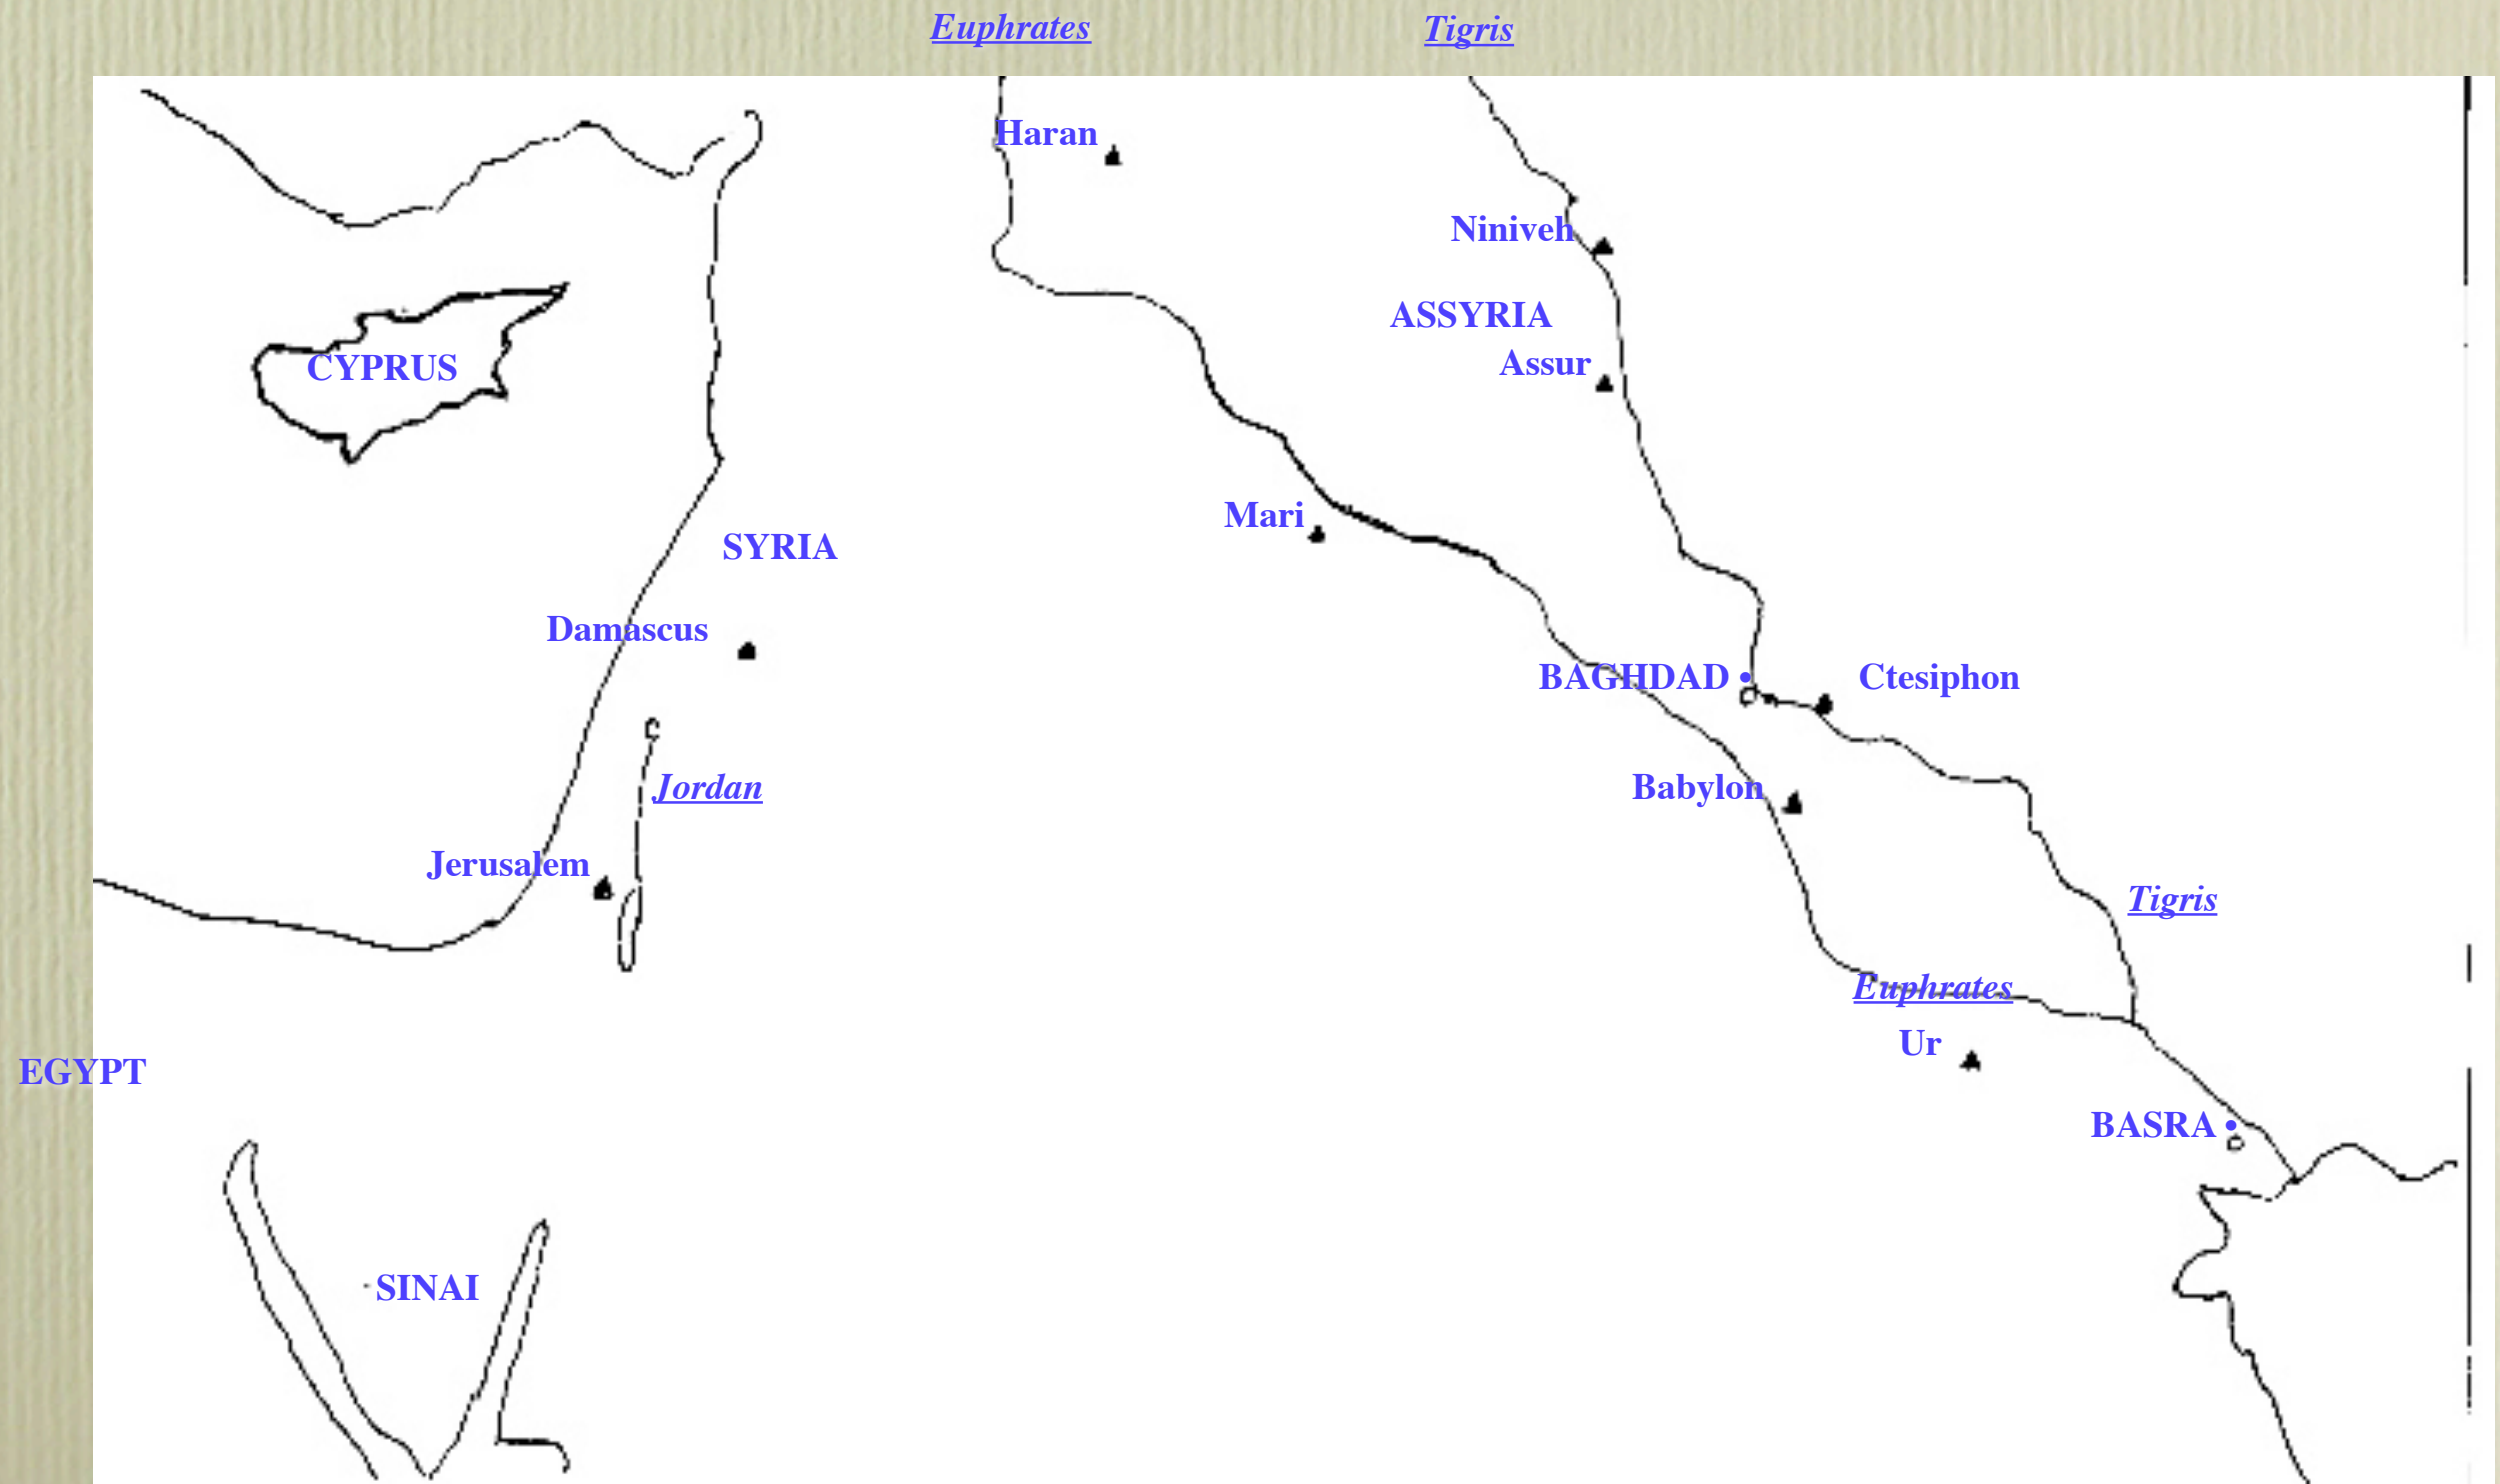 Euphrates
Tigris
Haran
Niniveh
ASSYRIA
CYPRUS
Assur
Mari
SYRIA
Damascus
BAGHDAD •
Ctesiphon
Jordan
Babylon
Jerusalem
Tigris
Euphrates
Ur
EGYPT
BASRA •
SINAI